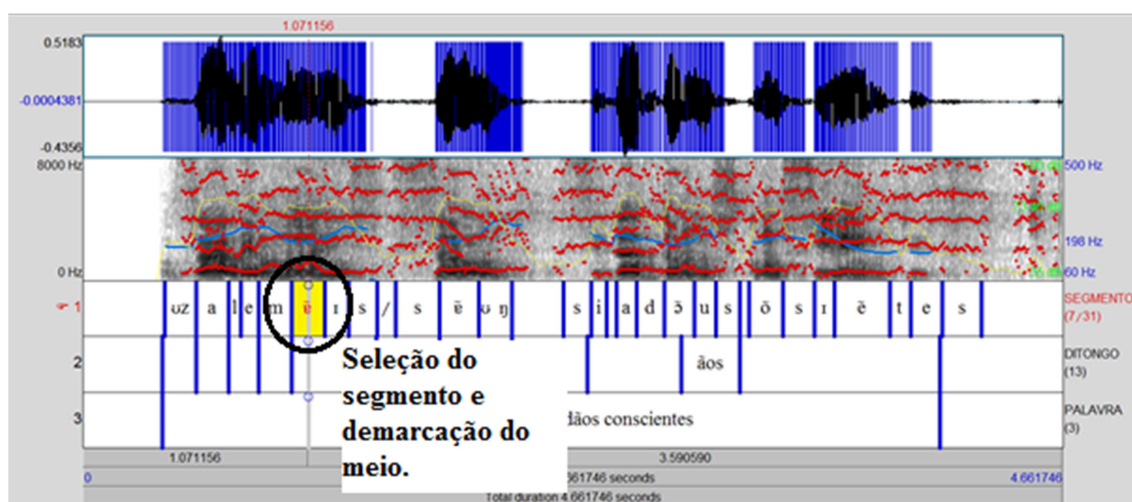 1.071156
0.5183
-0.0004381
-0.4356
8000 Hz
500 Hz
198 Hz
0 Hz
60 Hz
1
ʊz a l e m ɐ̃ ɪ s / s ɐ̃ ʊ ŋ s i a d ɔ̃ u s õ s ɪ ẽ t e s
SEGMENTO
(7/31)
2
ãos
DITONGO
(13)
3
dãos conscientes
PALAVRA
(3)
Seleção do
segmento e
demarcação do
meio.
1.071156
3.590590
0
661746 seconds
4.661746
Total duration 4.661746 seconds